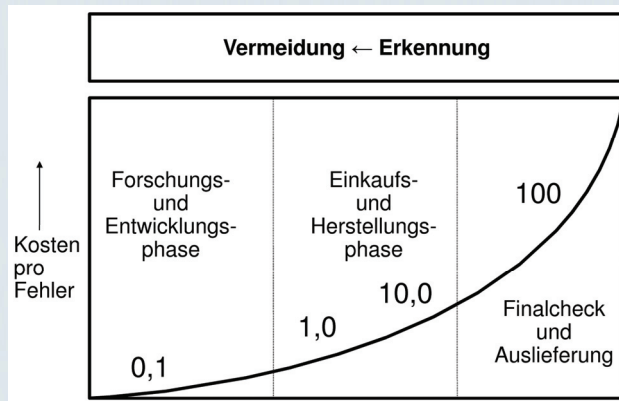 Vermeidung ← Erkennung
Forschungs-
und
Entwicklungs-
phase
Einkaufs-
und
Herstellungs-
phase
100
Kosten
pro
Fehler
10,0
1,0
0,1
Finalcheck
und
Auslieferung